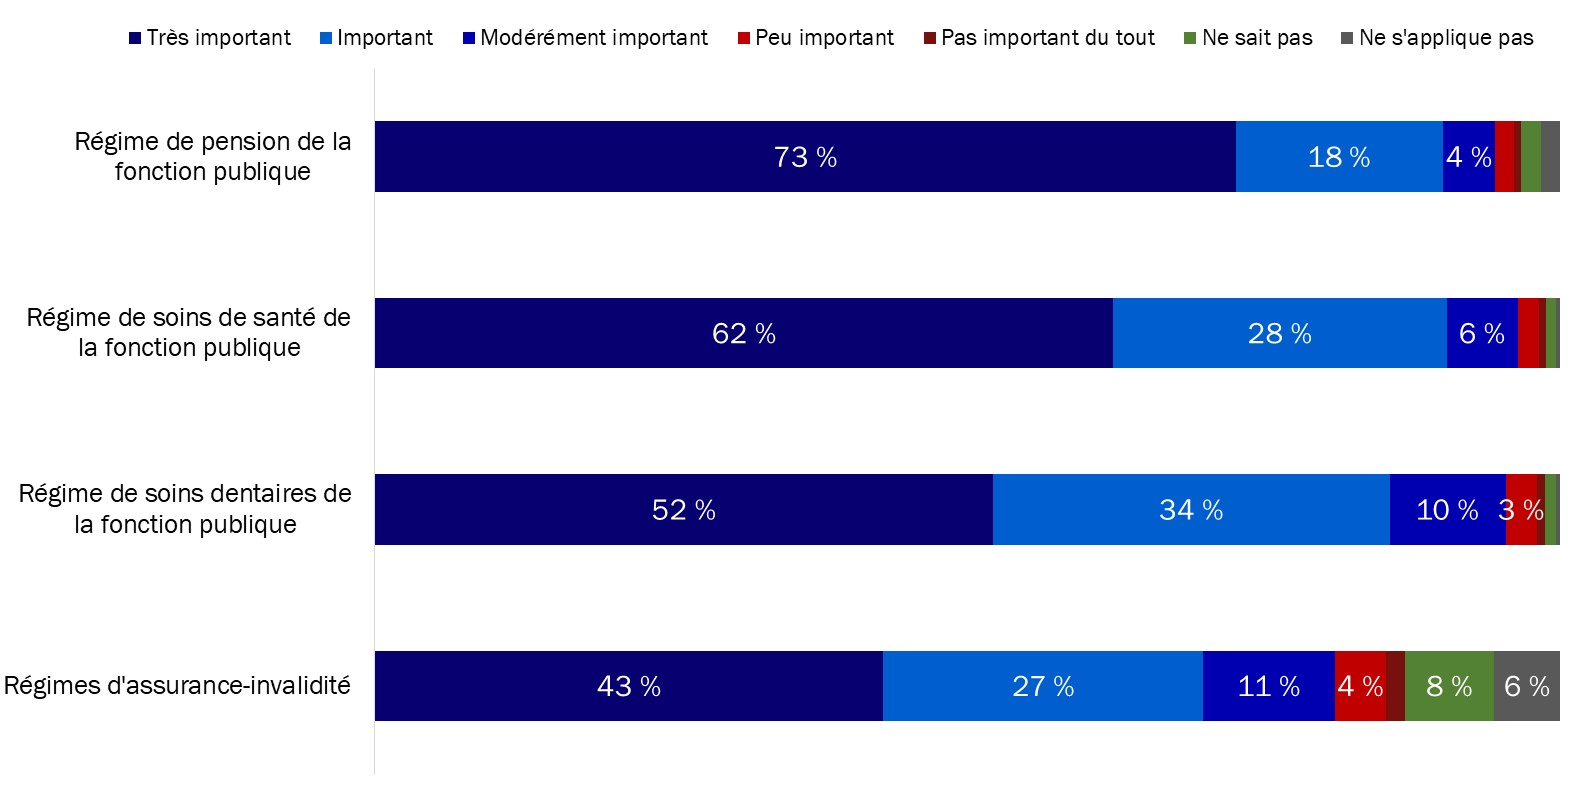 Très important Important Modérément important Peu important Pas important du tout Ne sait pas Ne s'applique pas
Régime de pension de la
fonction publique
73 % 18 % 4 %
Régime de soins de santé de
la fonction publique
62 % 28 % 6 %
Régime de soins dentaires de
la fonction publique
52 % 34 % 10 % 3 %
Régimes d'assurance-invalidité
43 % 27 % 11 % 4 % 8 % 6 %